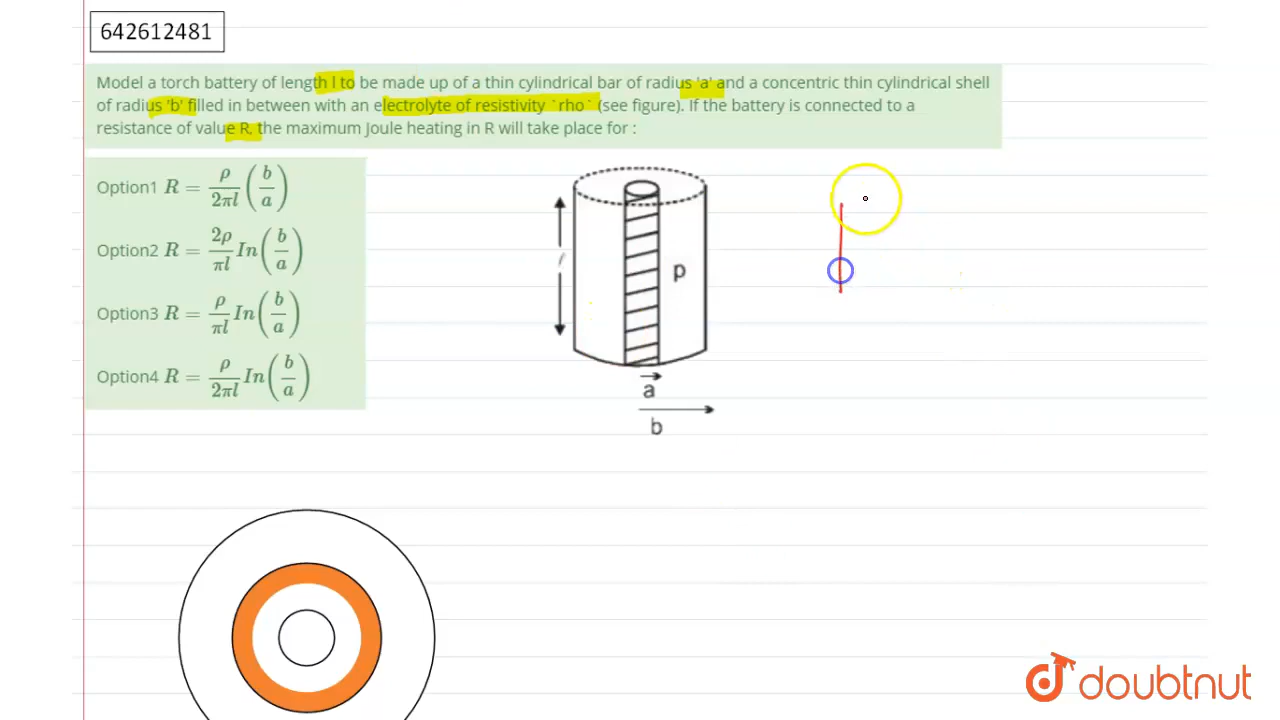 642612481
Model a torch battery of length l to be made up of a thin cylindrical bar of radius 'a' and a concentric thin cylindrical shell
of radius 'b' filled in between with an electrolyte of resistivity `rho` (see figure). If the battery is connected to a
resistance of value R, the maximum Joule heating in R will take place for :
Option1 R = ρ/2πl (b/a)
Option2 R = 2ρ/πl In(b/a)
Option3 R = ρ/πl In(b/a)
Option4 R = ρ/2πl In(b/a)
ℓ
p
a
b
doubtnut